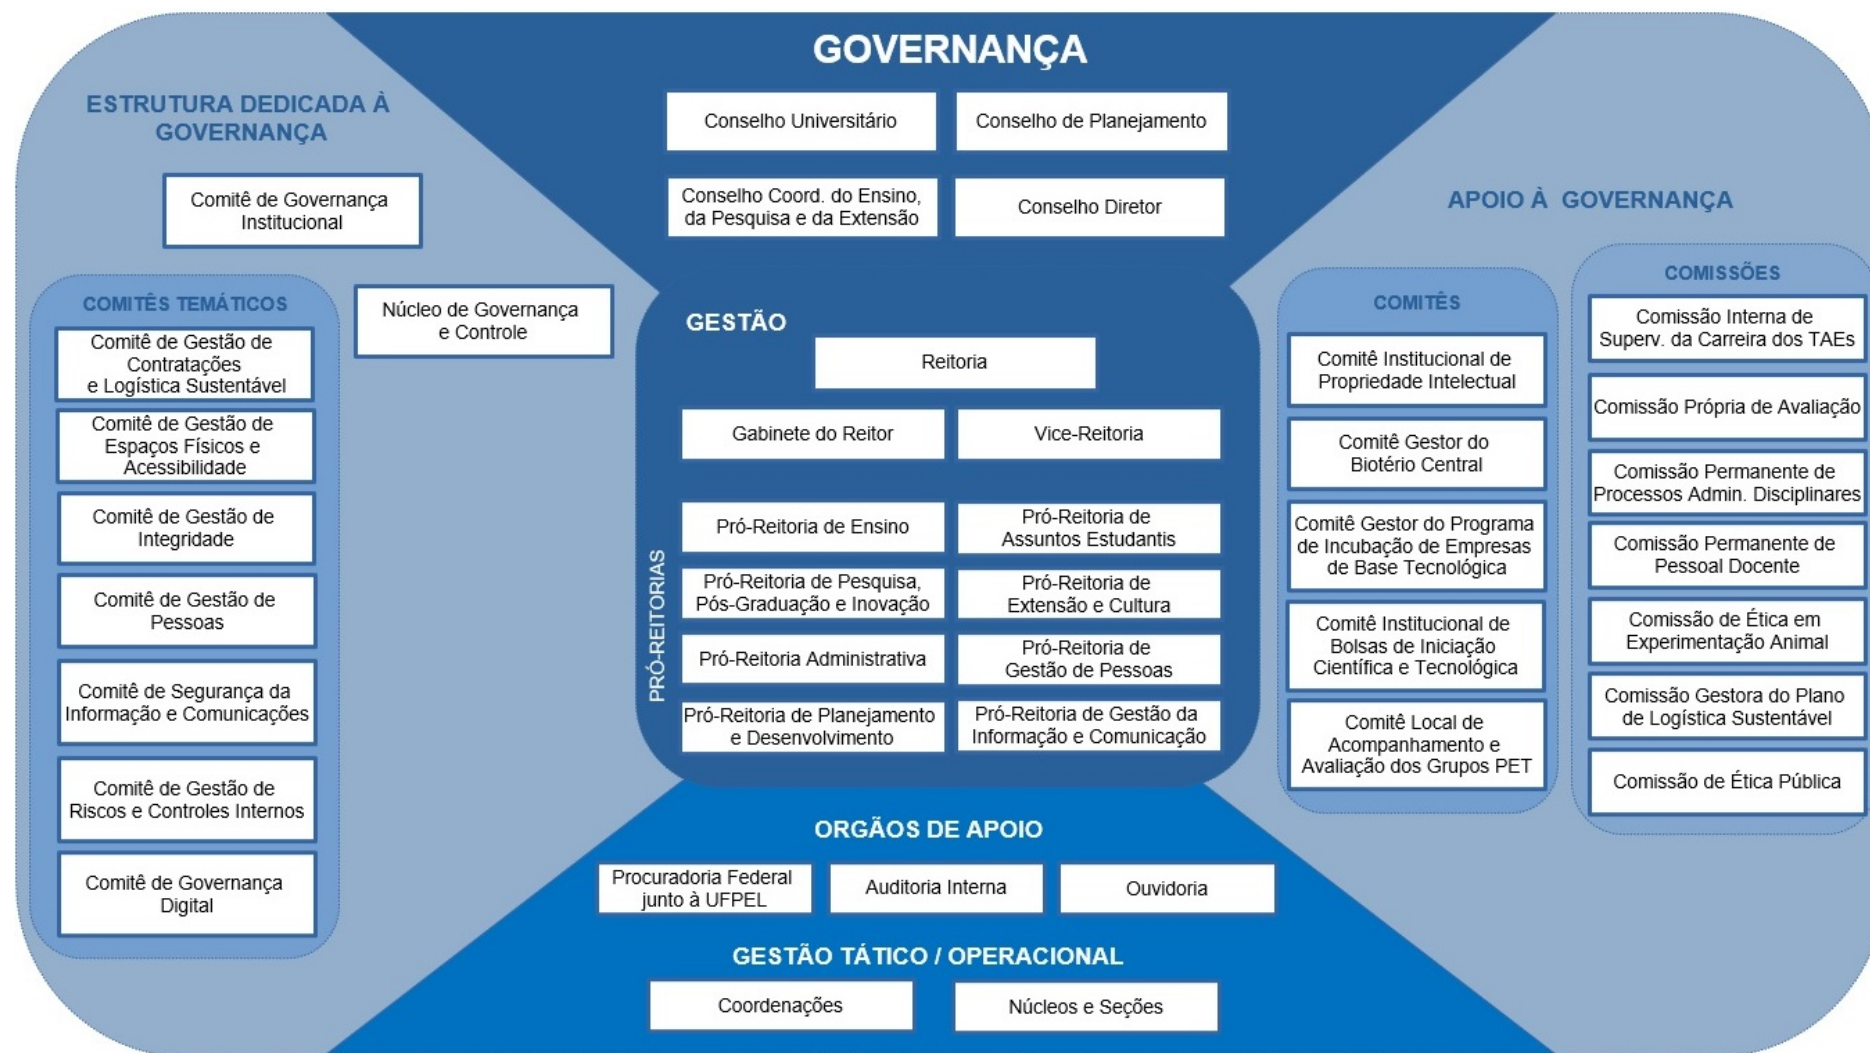 GOVERNANÇA
Conselho Universitário
Conselho de Planejamento
Conselho Coord. do Ensino,
da Pesquisa e da Extensão
Conselho Diretor
ESTRUTURA DEDICADA À
GOVERNANÇA
Comitê de Governança
Institucional
Núcleo de Governança
e Controle
COMITÊS TEMÁTICOS
Comitê de Gestão de
Contratações
e Logística Sustentável
Comitê de Gestão de
Espaços Físicos e
Acessibilidade
Comitê de Gestão de
Integridade
Comitê de Gestão de
Pessoas
Comitê de Segurança da
Informação e Comunicações
Comitê de Gestão de
Riscos e Controles Internos
Comitê de Governança
Digital
GESTÃO
Reitoria
Gabinete do Reitor
Vice-Reitoria
PRÓ-REITORIAS
Pró-Reitoria de Ensino
Pró-Reitoria de
Assuntos Estudantis
Pró-Reitoria de Pesquisa,
Pós-Graduação e Inovação
Pró-Reitoria de
Extensão e Cultura
Pró-Reitoria Administrativa
Pró-Reitoria de
Gestão de Pessoas
Pró-Reitoria de Planejamento
e Desenvolvimento
Pró-Reitoria de Gestão da
Informação e Comunicação
ORGÃOS DE APOIO
Procuradoria Federal
junto à UFPEL
Auditoria Interna
Ouvidoria
GESTÃO TÁTICO / OPERACIONAL
Coordenações
Núcleos e Seções
APOIO À GOVERNANÇA
COMITÊS
Comitê Institucional de
Propriedade Intelectual
Comitê Gestor do
Biotério Central
Comitê Gestor do Programa
de Incubação de Empresas
de Base Tecnológica
Comitê Institucional de
Bolsas de Iniciação
Científica e Tecnológica
Comitê Local de
Acompanhamento e
Avaliação dos Grupos PET
COMISSÕES
Comissão Interna de
Superv. da Carreira dos TAEs
Comissão Própria de Avaliação
Comissão Permanente de
Processos Admin. Disciplinares
Comissão Permanente de
Pessoal Docente
Comissão de Ética em
Experimentação Animal
Comissão Gestora do Plano
de Logística Sustentável
Comissão de Ética Pública